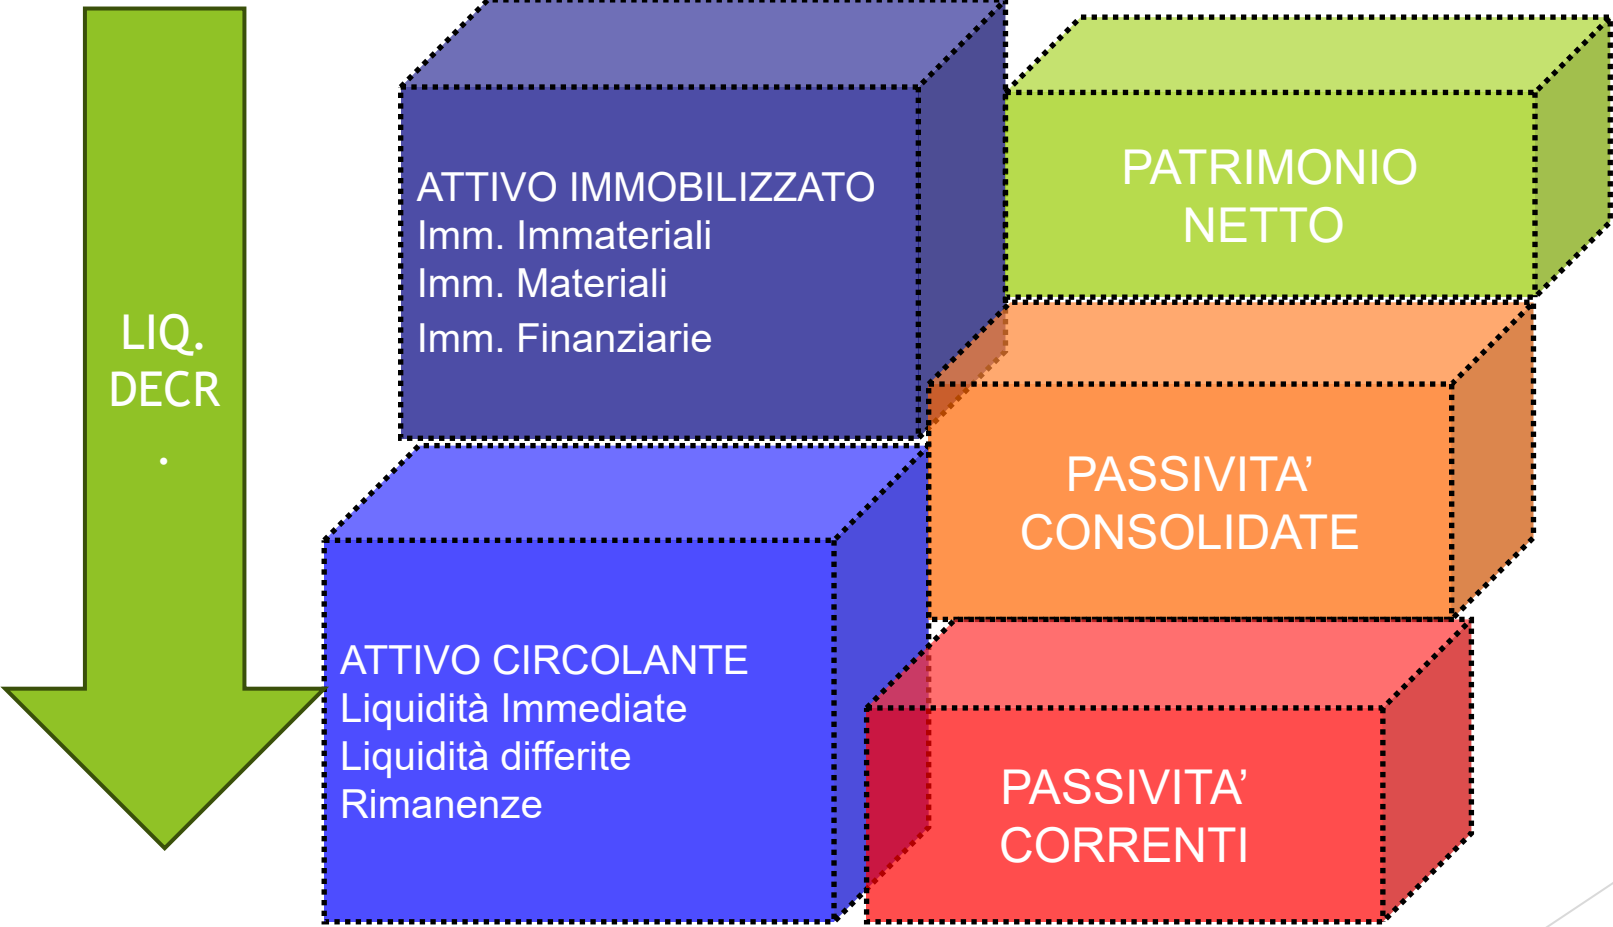 LIQ.
DECR
.
ATTIVO IMMOBILIZZATO
Imm. Immateriali
Imm. Materiali
Imm. Finanziarie
ATTIVO CIRCOLANTE
Liquidità Immediate
Liquidità differite
Rimanenze
PATRIMONIO
NETTO
PASSIVITA’
CONSOLIDATE
PASSIVITA’
CORRENTI